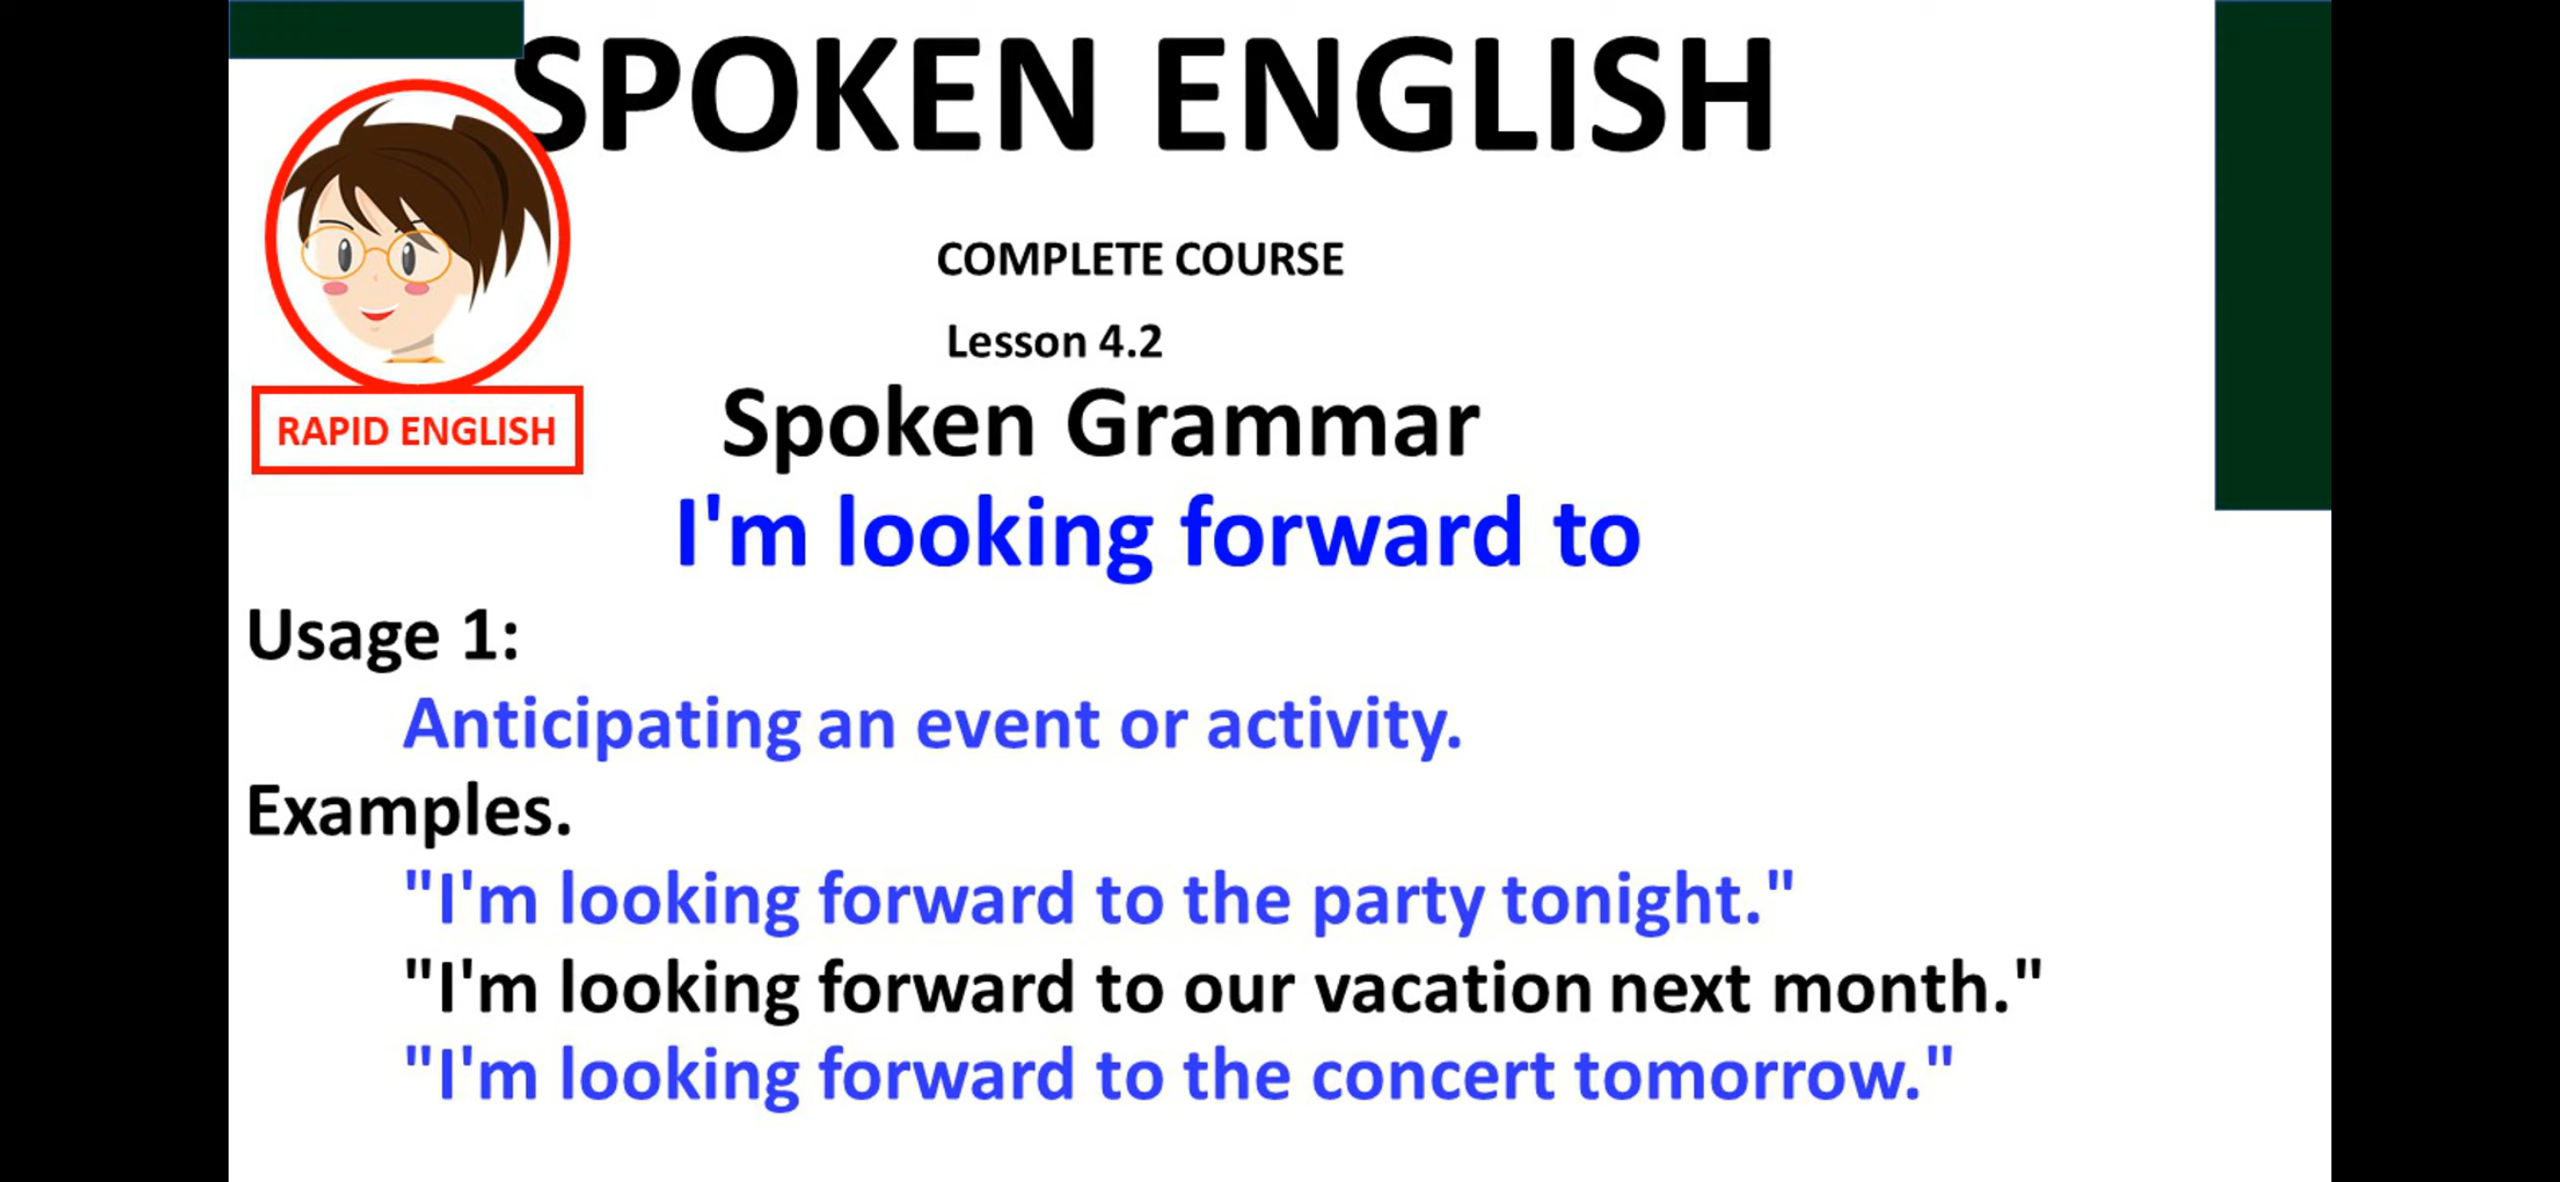 SPOKEN ENGLISH
COMPLETE COURSE
Lesson 4.2
RAPID ENGLISH
Spoken Grammar
I'm looking forward to
Usage 1:
Anticipating an event or activity.
Examples.
"I'm looking forward to the party tonight."
"I'm looking forward to our vacation next month."
"I'm looking forward to the concert tomorrow."